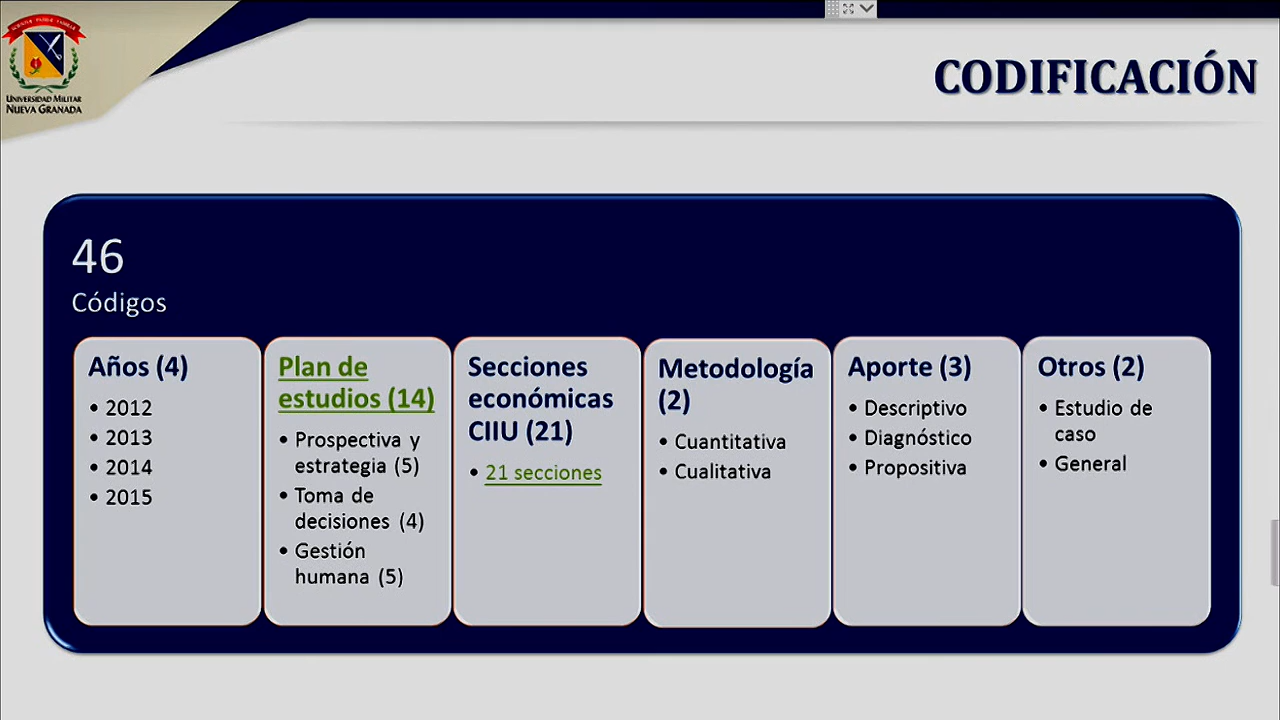 UNIVERSIDAD MILITAR
NUEVA GRANADA
CODIFICACIÓN
46
Códigos
Años (4)
• 2012
• 2013
• 2014
• 2015
Plan de
estudios (14)
• Prospectiva y
estrategia (5)
• Toma de
decisiones (4)
• Gestión
humana (5)
Secciones
económicas
CIIU (21)
• 21 secciones
Metodología
(2)
• Cuantitativa
• Cualitativa
Aporte (3)
• Descriptivo
• Diagnóstico
• Propositiva
Otros (2)
• Estudio de
caso
• General